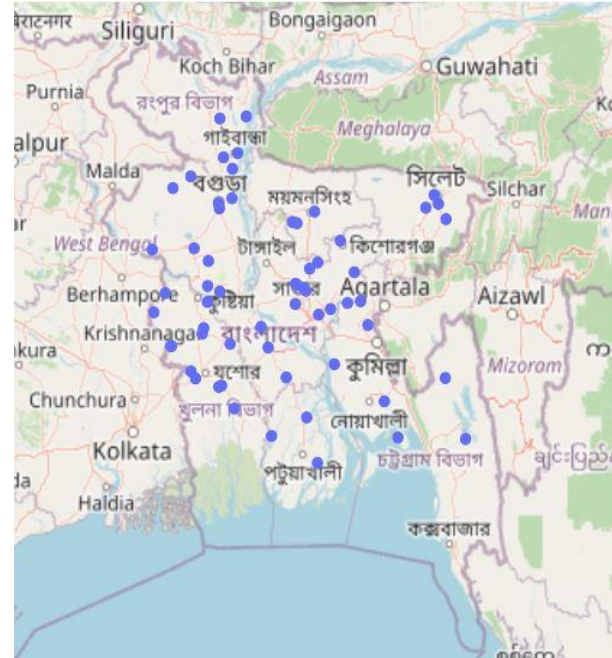 Bongaigaon
Siliguri
Koch Bihar
Guwahati
Assam
Purnia
রংপুর বিভাগ
গাইবান্ধা
Meghalaya
Malda
বগুড়া
ময়মনসিংহ
সিলেট
Silchar
West Bengal
টাঙ্গাইল
কিশোরগঞ্জ
Berhampore
কুষ্টিয়া
সাভার
Agartala
Aizawl
Krishnanagar
বাংলাদেশ
কুমিল্লা
Mizoram
যশোর
Chunchura
খুলনা বিভাগ
নোয়াখালী
Kolkata
পটুয়াখালী
চট্টগ্রাম বিভাগ
Haldia
কক্সবাজার